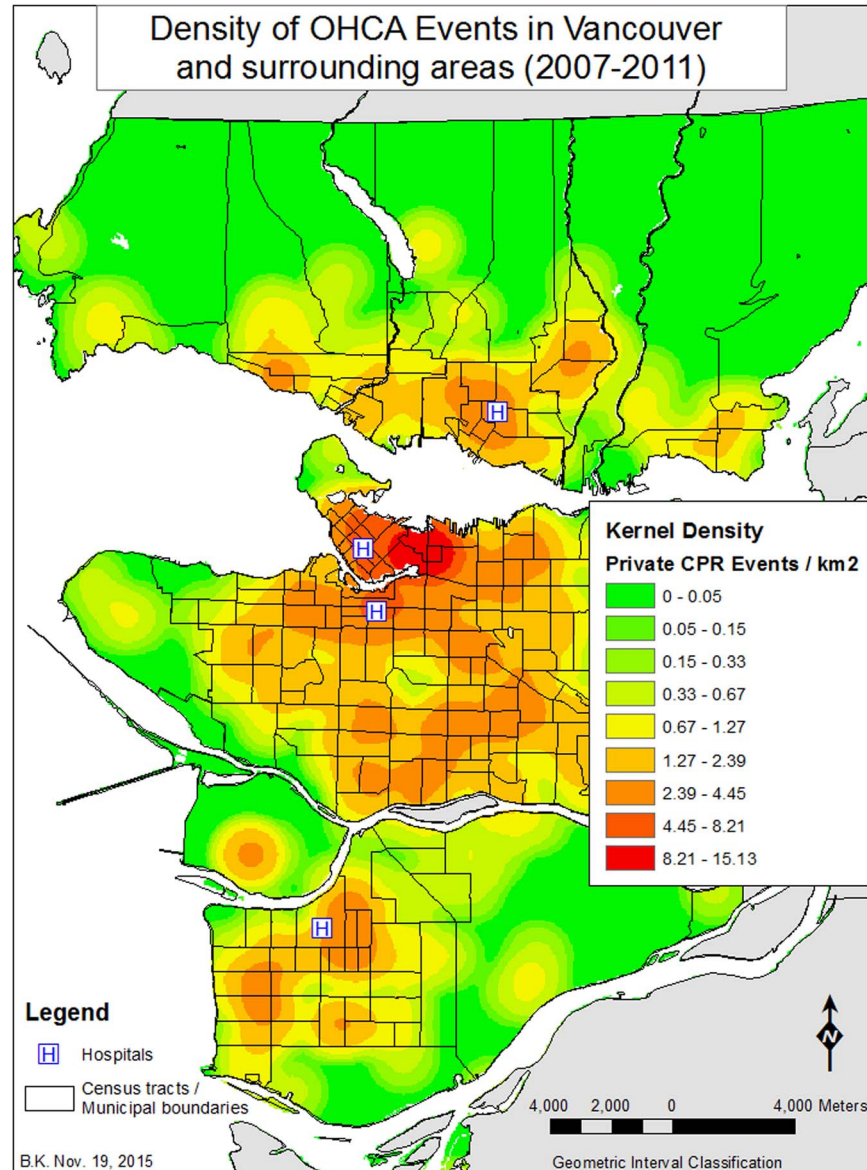 Density of OHCA Events in Vancouver
and surrounding areas (2007-2011)
H
H
H
H
Kernel Density
Private CPR Events / km2
0 - 0.05
0.05 - 0.15
0.15 - 0.33
0.33 - 0.67
0.67 - 1.27
1.27 - 2.39
2.39 - 4.45
4.45 - 8.21
8.21 - 15.13
Legend
H Hospitals
Census tracts /
Municipal boundaries
N
4,000 2,000 0 4,000 Meters
B.K. Nov. 19, 2015
Geometric Interval Classification